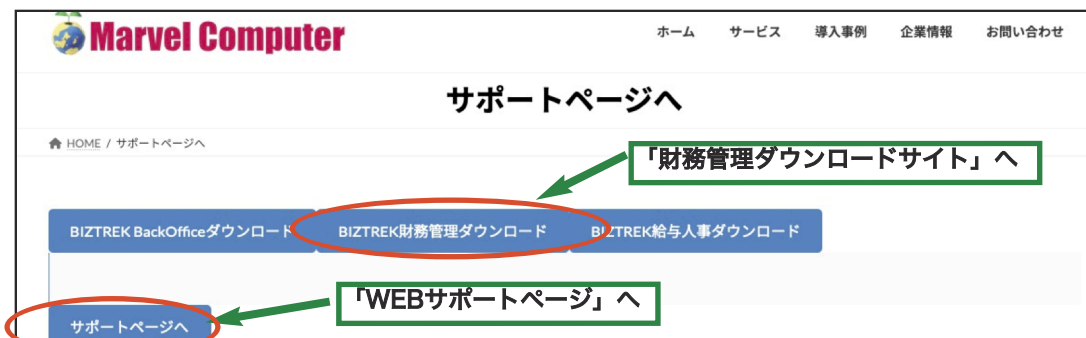 Marvel Computer
ホーム サービス 導入事例 企業情報 お問い合わせ
サポートページへ
HOME / サポートページへ
「財務管理ダウンロードサイト」へ
BIZTREK BackOfficeダウンロード BIZTREK財務管理ダウンロード BIZTREK給与人事ダウンロード
「WEBサポートページ」へ
サポートページへ